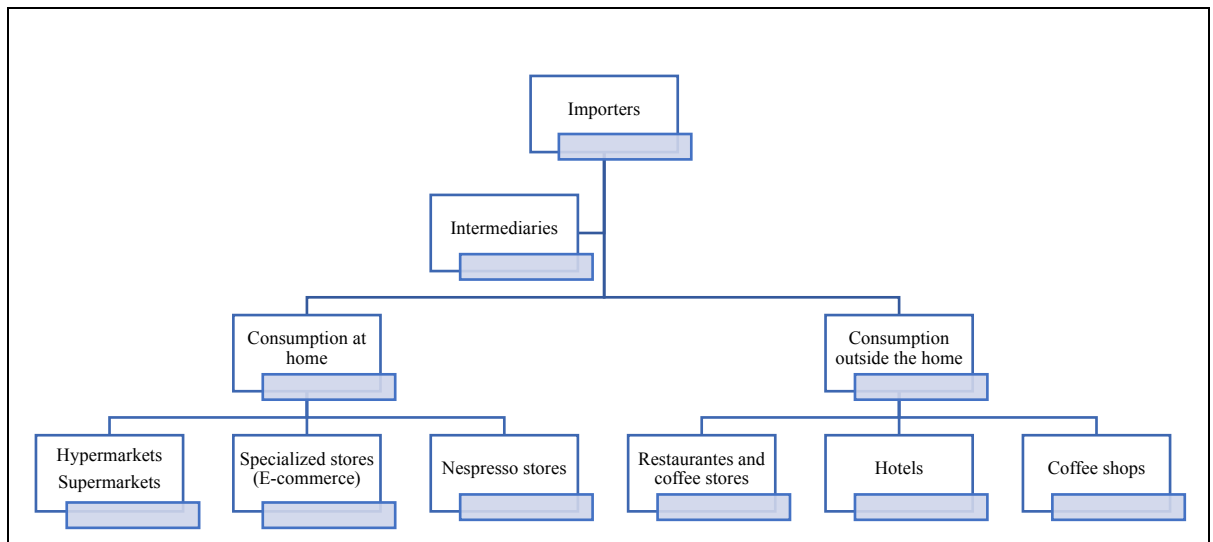 Importers
Intermediaries
Consumption at
home
Consumption
outside the home
Hypermarkets
Supermarkets
Specialized stores
(E-commerce)
Nespresso stores
Restaurantes and
coffee stores
Hotels
Coffee shops